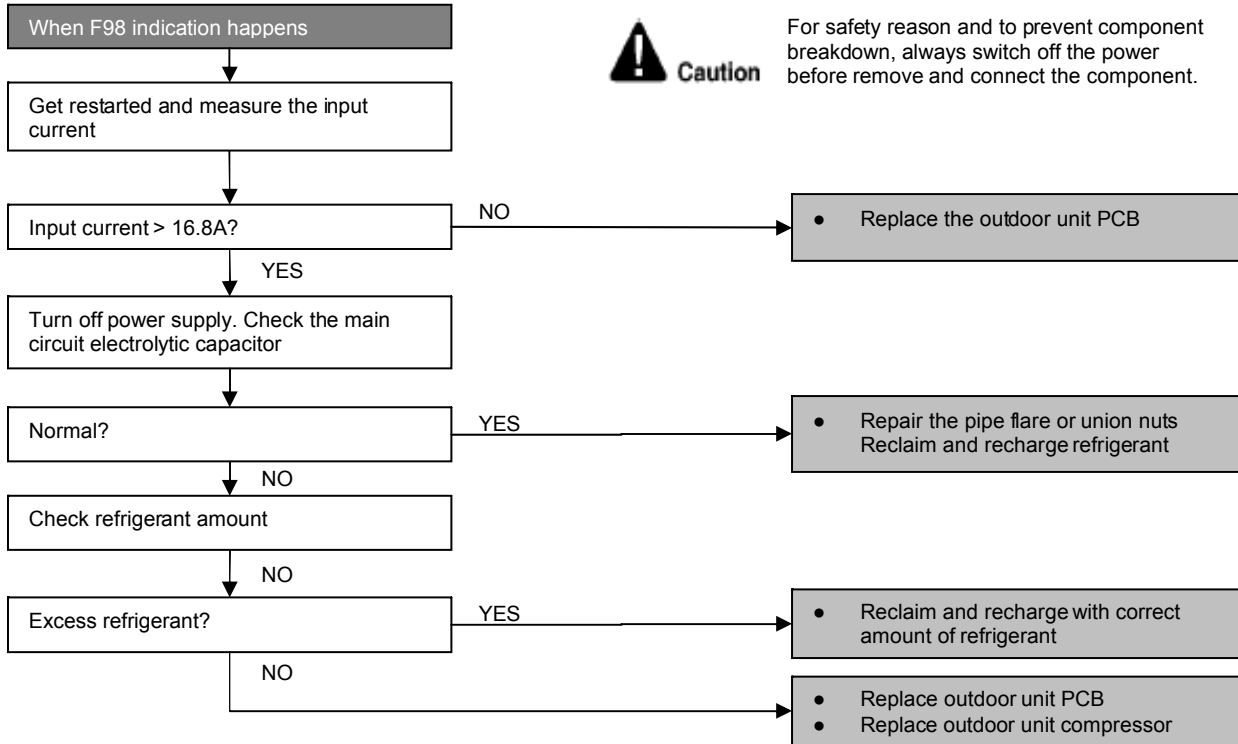 When F98 indication happens
Caution
For safety reason and to prevent component
breakdown, always switch off the power
before remove and connect the component.
Get restarted and measure the input
current
Input current > 16.8A?
NO
● Replace the outdoor unit PCB
YES
Turn off power supply. Check the main
circuit electrolytic capacitor
Normal?
YES
● Repair the pipe flare or union nuts
Reclaim and recharge refrigerant
NO
Check refrigerant amount
NO
Excess refrigerant?
YES
● Reclaim and recharge with correct
amount of refrigerant
NO
● Replace outdoor unit PCB
● Replace outdoor unit compressor